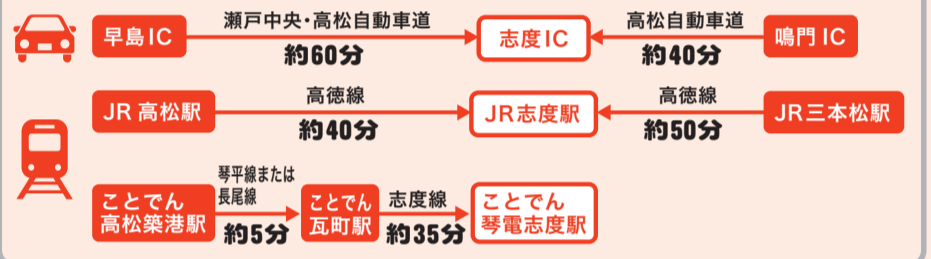 早島IC
瀬戸中央・高松自動車道
約60分
志度IC
高松自動車道
約40分
鳴門IC
JR高松駅
高徳線
約40分
JR志度駅
高徳線
約50分
JR三本松駅
ことでん
高松築港駅
琴平線または
長尾線
約5分
ことでん
瓦町駅
志度線
約35分
ことでん
琴電志度駅